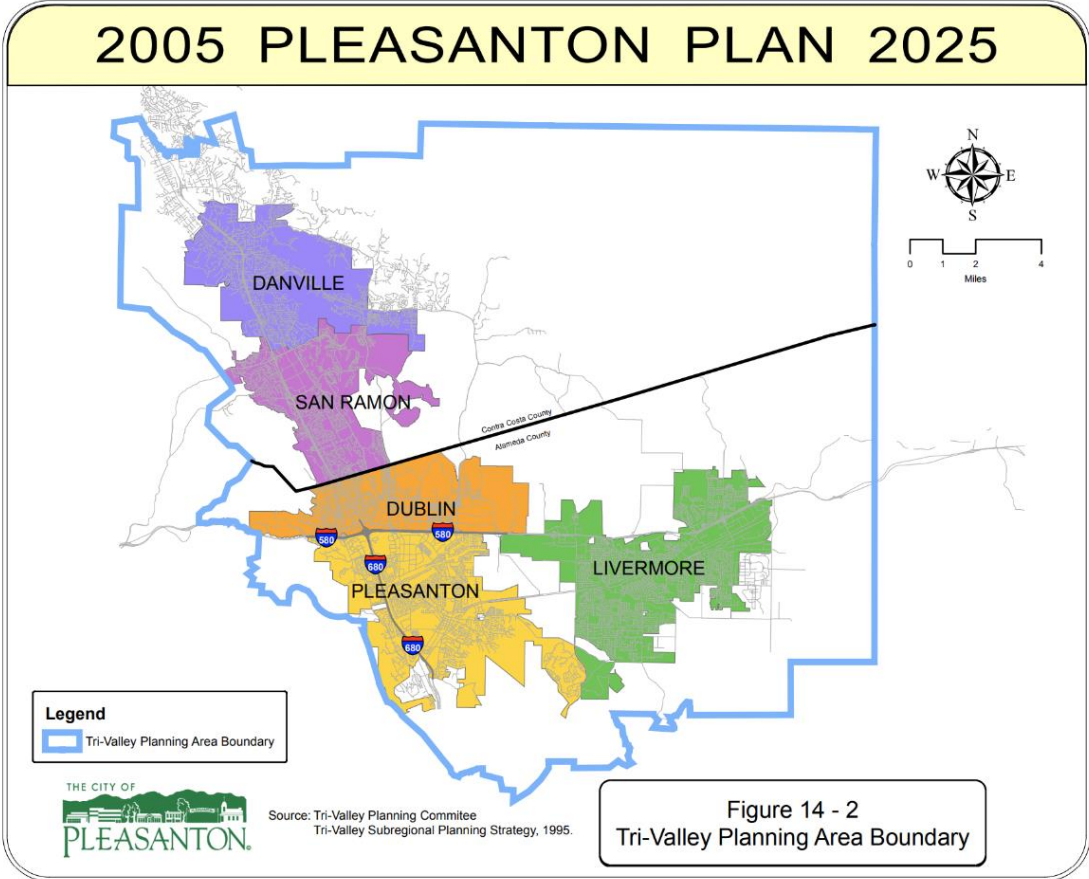 2005 PLEASANTON PLAN 2025
N
W E
S
0 1 2 4
Miles
DANVILLE
SAN RAMON
Contra Costa County
Alameda County
DUBLIN
580
580
680
LIVERMORE
PLEASANTON
680
Legend
Tri-Valley Planning Area Boundary
THE CITY OF
PLEASANTON.
Source: Tri-Valley Planning Commitee
Tri-Valley Subregional Planning Strategy, 1995.
Figure 14 - 2
Tri-Valley Planning Area Boundary